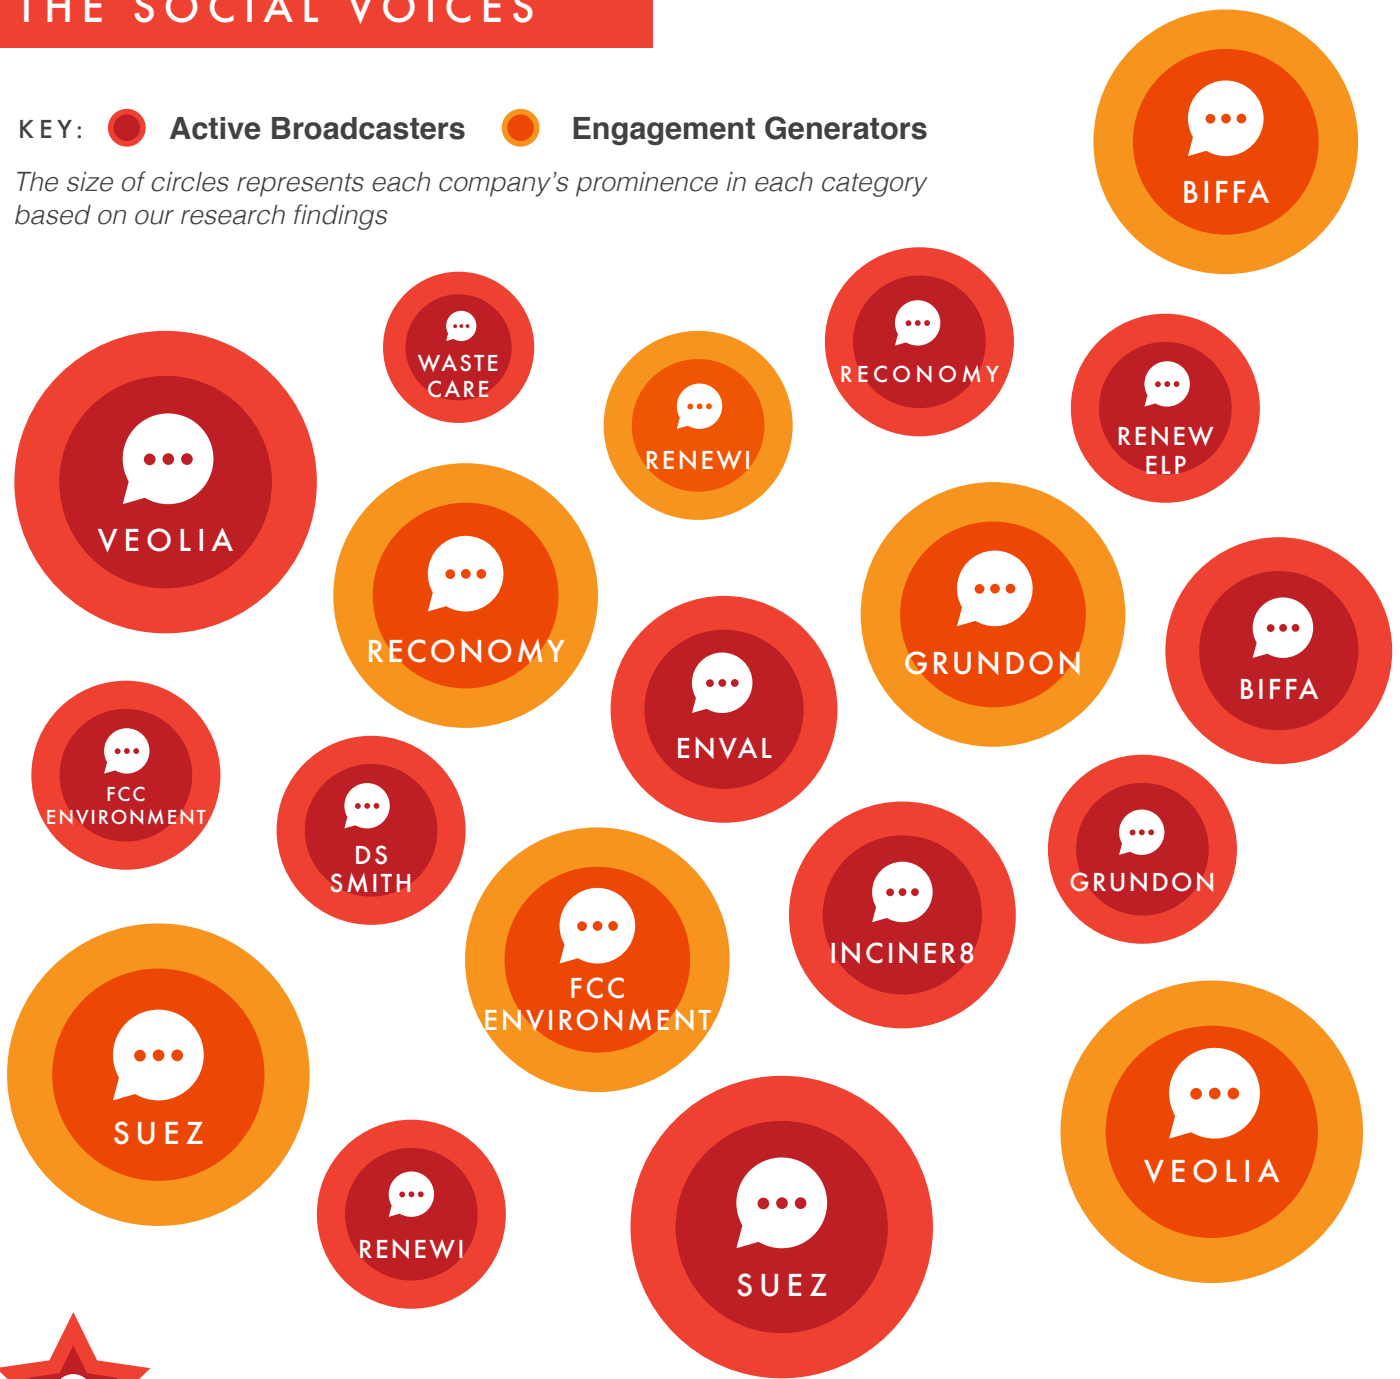 THE SOCIAL VOICES
KEY: Active Broadcasters Engagement Generators
The size of circles represents each company's prominence in each category
based on our research findings
BIFFA
WASTE
CARE
RECONOMY
RENEWI
RENEW
ELP
VEOLIA
RECONOMY
GRUNDON
BIFFA
ENVAL
FCC
ENVIRONMENT
DS
SMITH
GRUNDON
INCINER8
FCC
ENVIRONMENT
SUEZ
VEOLIA
RENEWI
SUEZ